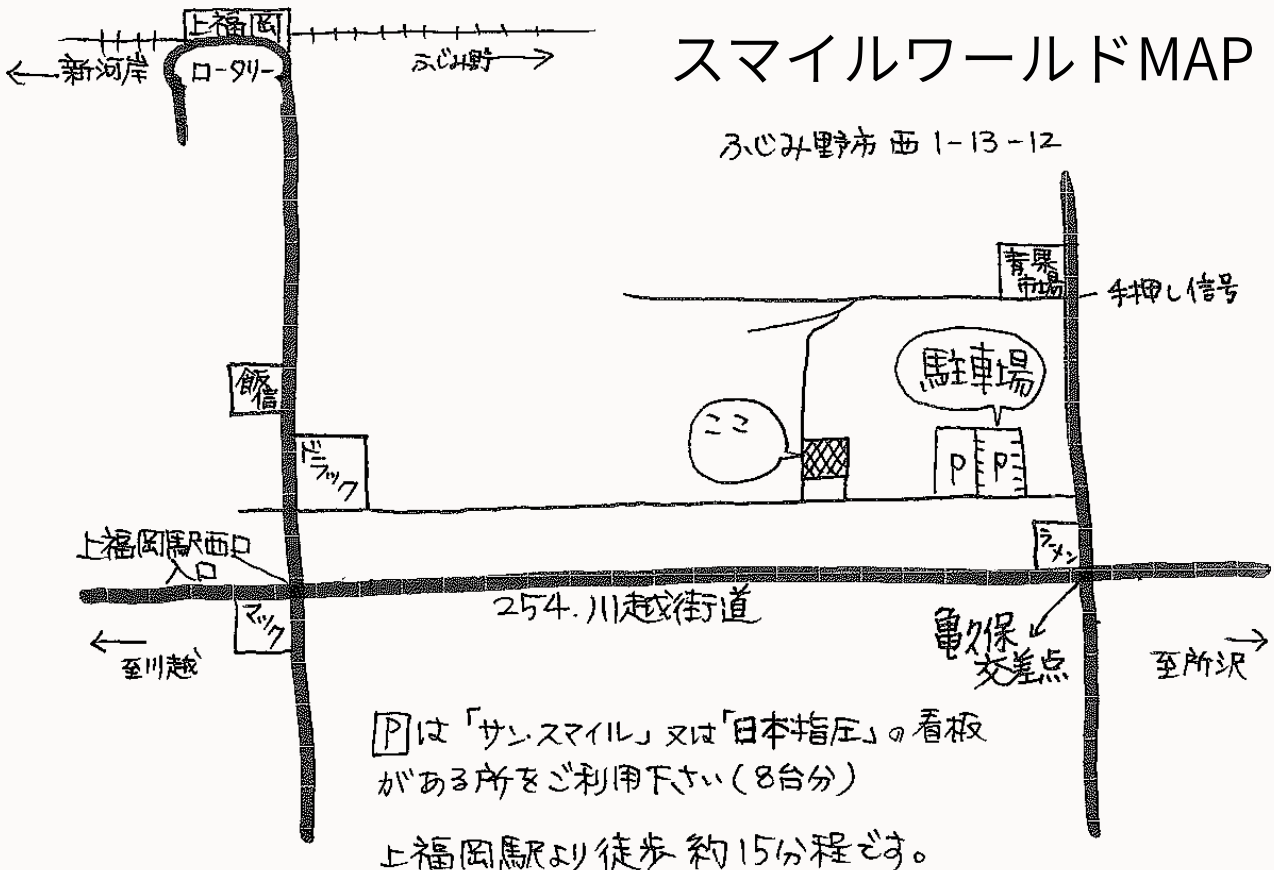 上福岡
スマイルワールドMAP
←新河岸
ロータリー
ふじみ野→
ふじみ野市 西 1-13-12
青果
市場
手押し信号
駐車場
飯
信
ココ
ドラック
P
P
上福岡駅西口
入口
ラーメン
254.川越街道
マック
亀久保
交差点
至川越
至所沢
Pは「サン・スマイル」又は「日本指圧」の看板
がある所をご利用下さい(8台分)
上福岡駅より徒歩 約15分程です。